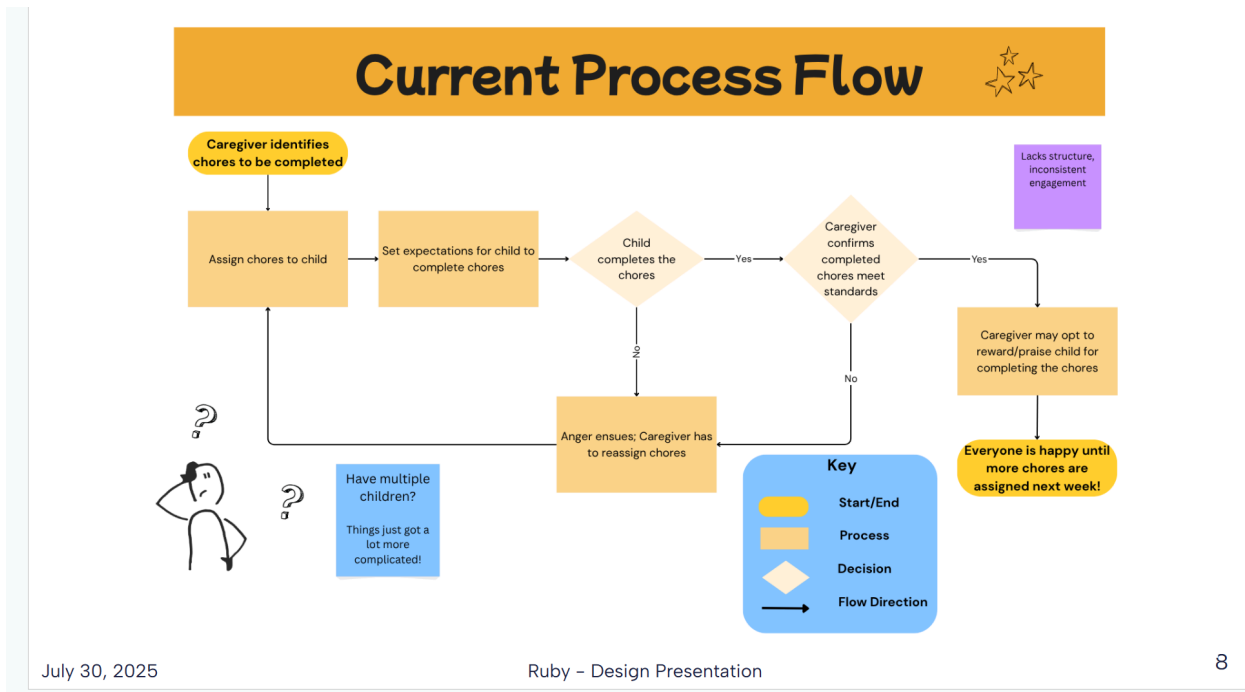 Current Process Flow
Caregiver identifies
chores to be completed
Lacks structure,
inconsistent
engagement
Assign chores to child
Set expectations for child to
complete chores
Child
completes the
chores
Yes
Caregiver
confirms
completed
chores meet
standards
Yes
No
No
Caregiver may opt to
reward/praise child for
completing the chores
Anger ensues; Caregiver has
to reassign chores
Everyone is happy until
more chores are
assigned next week!
?
?
Have multiple
children?
Things just got a
lot more
complicated!
Key
Start/End
Process
Decision
Flow Direction
July 30, 2025
Ruby - Design Presentation
8